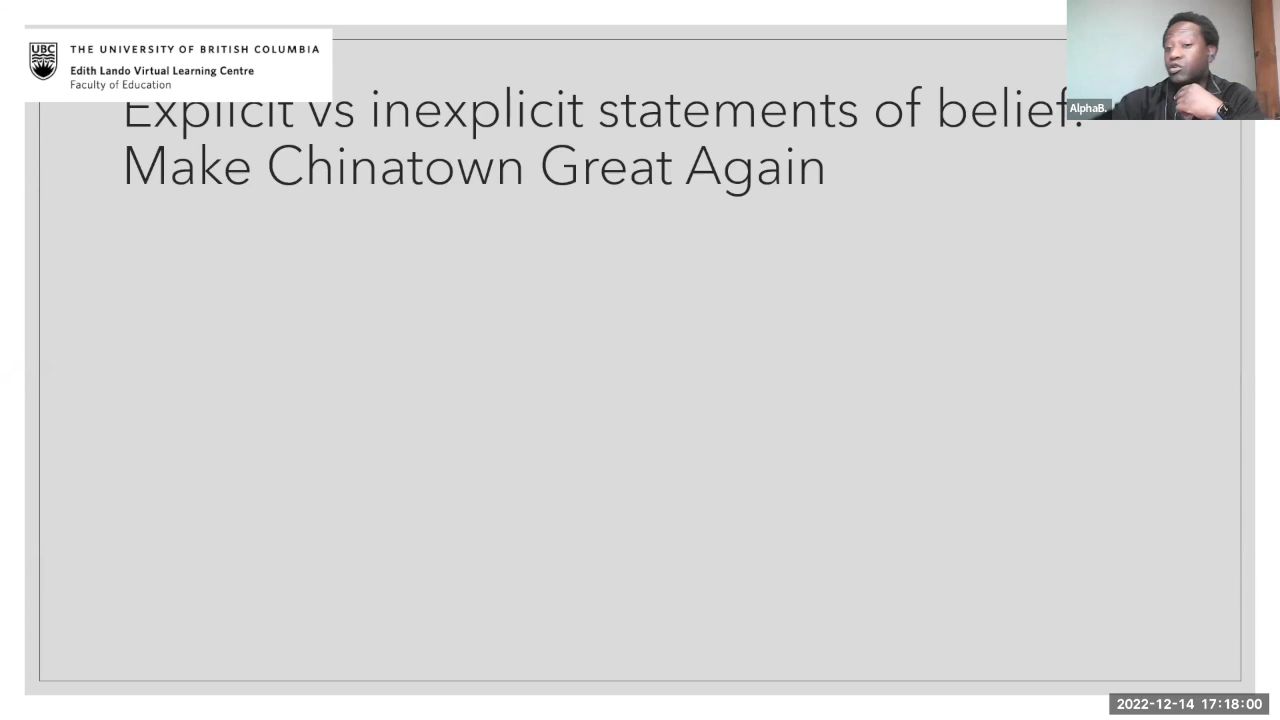 UBC
THE UNIVERSITY OF BRITISH COLUMBIA
Edith Lando Virtual Learning Centre
Faculty of Education
AlphaB.
Explicit vs inexplicit statements of belief:
Make Chinatown Great Again
2022-12-14 17:18:00